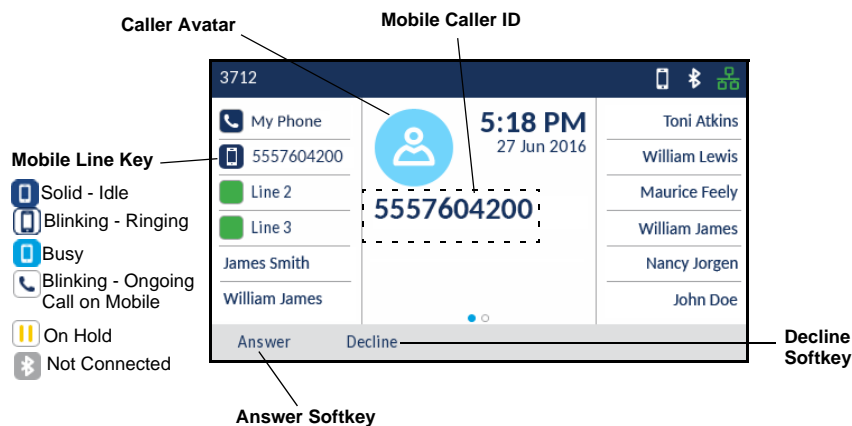 Caller Avatar
Mobile Caller ID
3712
My Phone
5:18 PM
27 Jun 2016
Toni Atkins
Mobile Line Key
5557604200
William Lewis
Solid - Idle
Line 2
5557604200
Maurice Feely
Blinking - Ringing
Line 3
William James
Busy
James Smith
Nancy Jorgen
Blinking - Ongoing
Call on Mobile
William James
John Doe
On Hold
Answer
Decline
Decline
Softkey
Not Connected
Answer Softkey